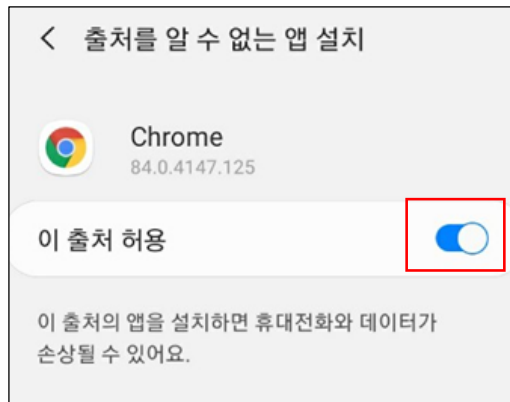 출처를 알 수 없는 앱 설치
Chrome
84.0.4147.125
이 출처 허용
이 출처의 앱을 설치하면 휴대전화와 데이터가
손상될 수 있어요.